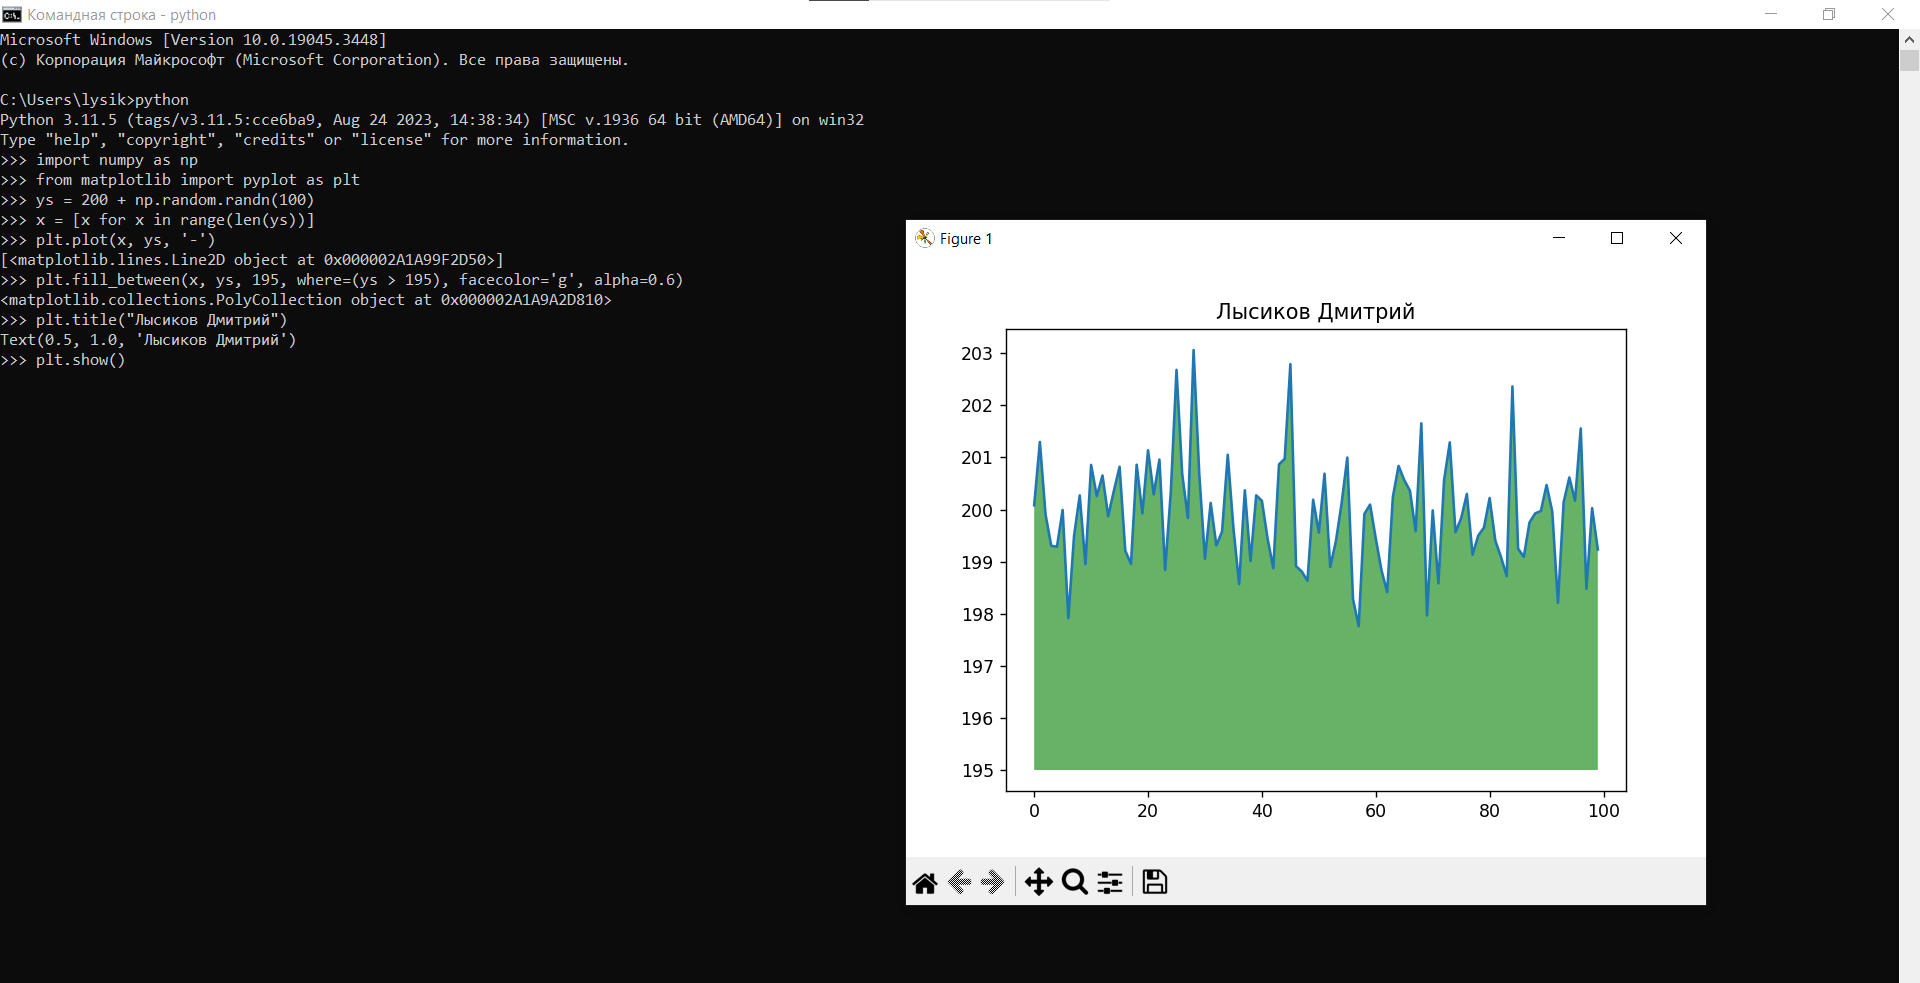 Командная строка - python
Microsoft Windows [Version 10.0.19045.3448]
(c) Корпорация Майкрософт (Microsoft Corporation). Все права защищены.
C:\Users\lysik>python
Python 3.11.5 (tags/v3.11.5:cce6ba9, Aug 24 2023, 14:38:34) [MSC v.1936 64 bit (AMD64)] on win32
Type "help", "copyright", "credits" or "license" for more information.
>>> import numpy as np
>>> from matplotlib import pyplot as plt
>>> ys = 200 + np.random.randn(100)
>>> x = [x for x in range(len(ys))]
>>> plt.plot(x, ys, '-')
[<matplotlib.lines.Line2D object at 0x000002A1A99F2D50>]
>>> plt.fill_between(x, ys, 195, where=(ys > 195), facecolor='g', alpha=0.6)
<matplotlib.collections.PolyCollection object at 0x000002A1A9A2D810>
>>> plt.title("Лысиков Дмитрий")
Text(0.5, 1.0, 'Лысиков Дмитрий')
>>> plt.show()
Figure 1
Лысиков Дмитрий
203
202
201
200
199
198
197
196
195
0 20 40 60 80 100